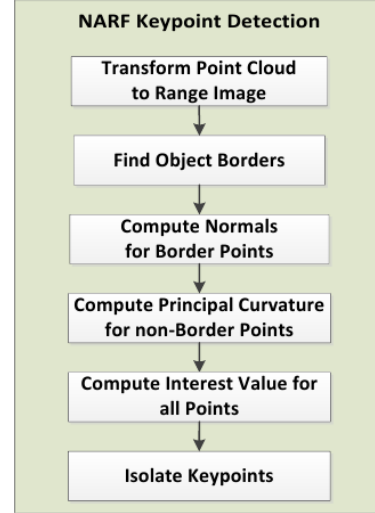 NARF Keypoint Detection
Transform Point Cloud
to Range Image
Find Object Borders
Compute Normals
for Border Points
Compute Principal Curvature
for non-Border Points
Compute Interest Value for
all Points
Isolate Keypoints